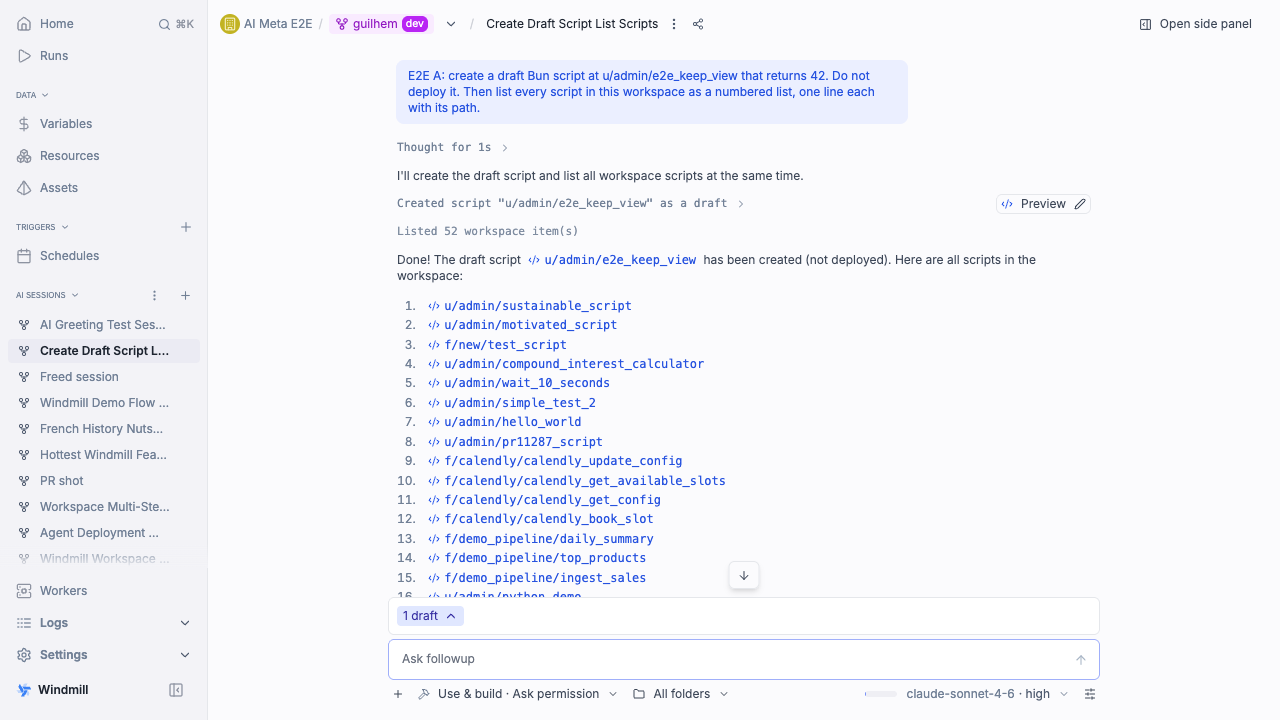 Home
⌘K
Runs
DATA
Variables
Resources
Assets
TRIGGERS
Schedules
AI SESSIONS
AI Greeting Test Ses...
Create Draft Script L...
Freed session
Windmill Demo Flow ...
French History Nuts...
Hottest Windmill Fea...
PR shot
Workspace Multi-Ste...
Agent Deployment ...
Windmill Workspace ...
Workers
Logs
Settings
Windmill
AI Meta E2E / guilhem dev / Create Draft Script List Scripts
Open side panel
E2E A: create a draft Bun script at u/admin/e2e_keep_view that returns 42. Do not
deploy it. Then list every script in this workspace as a numbered list, one line each
with its path.
Thought for 1s
I'll create the draft script and list all workspace scripts at the same time.
Created script "u/admin/e2e_keep_view" as a draft
Preview
Listed 52 workspace item(s)
Done! The draft script u/admin/e2e_keep_view has been created (not deployed). Here are all scripts in the
workspace:
1. u/admin/sustainable_script
2. u/admin/motivated_script
3. f/new/test_script
4. u/admin/compound_interest_calculator
5. u/admin/wait_10_seconds
6. u/admin/simple_test_2
7. u/admin/hello_world
8. u/admin/pr11287_script
9. f/calendly/calendly_update_config
10. f/calendly/calendly_get_available_slots
11. f/calendly/calendly_get_config
12. f/calendly/calendly_book_slot
13. f/demo_pipeline/daily_summary
14. f/demo_pipeline/top_products
15. f/demo_pipeline/ingest_sales
16. u/admin/python_demo
1 draft
Ask followup
Use & build · Ask permission
All folders
claude-sonnet-4-6 · high